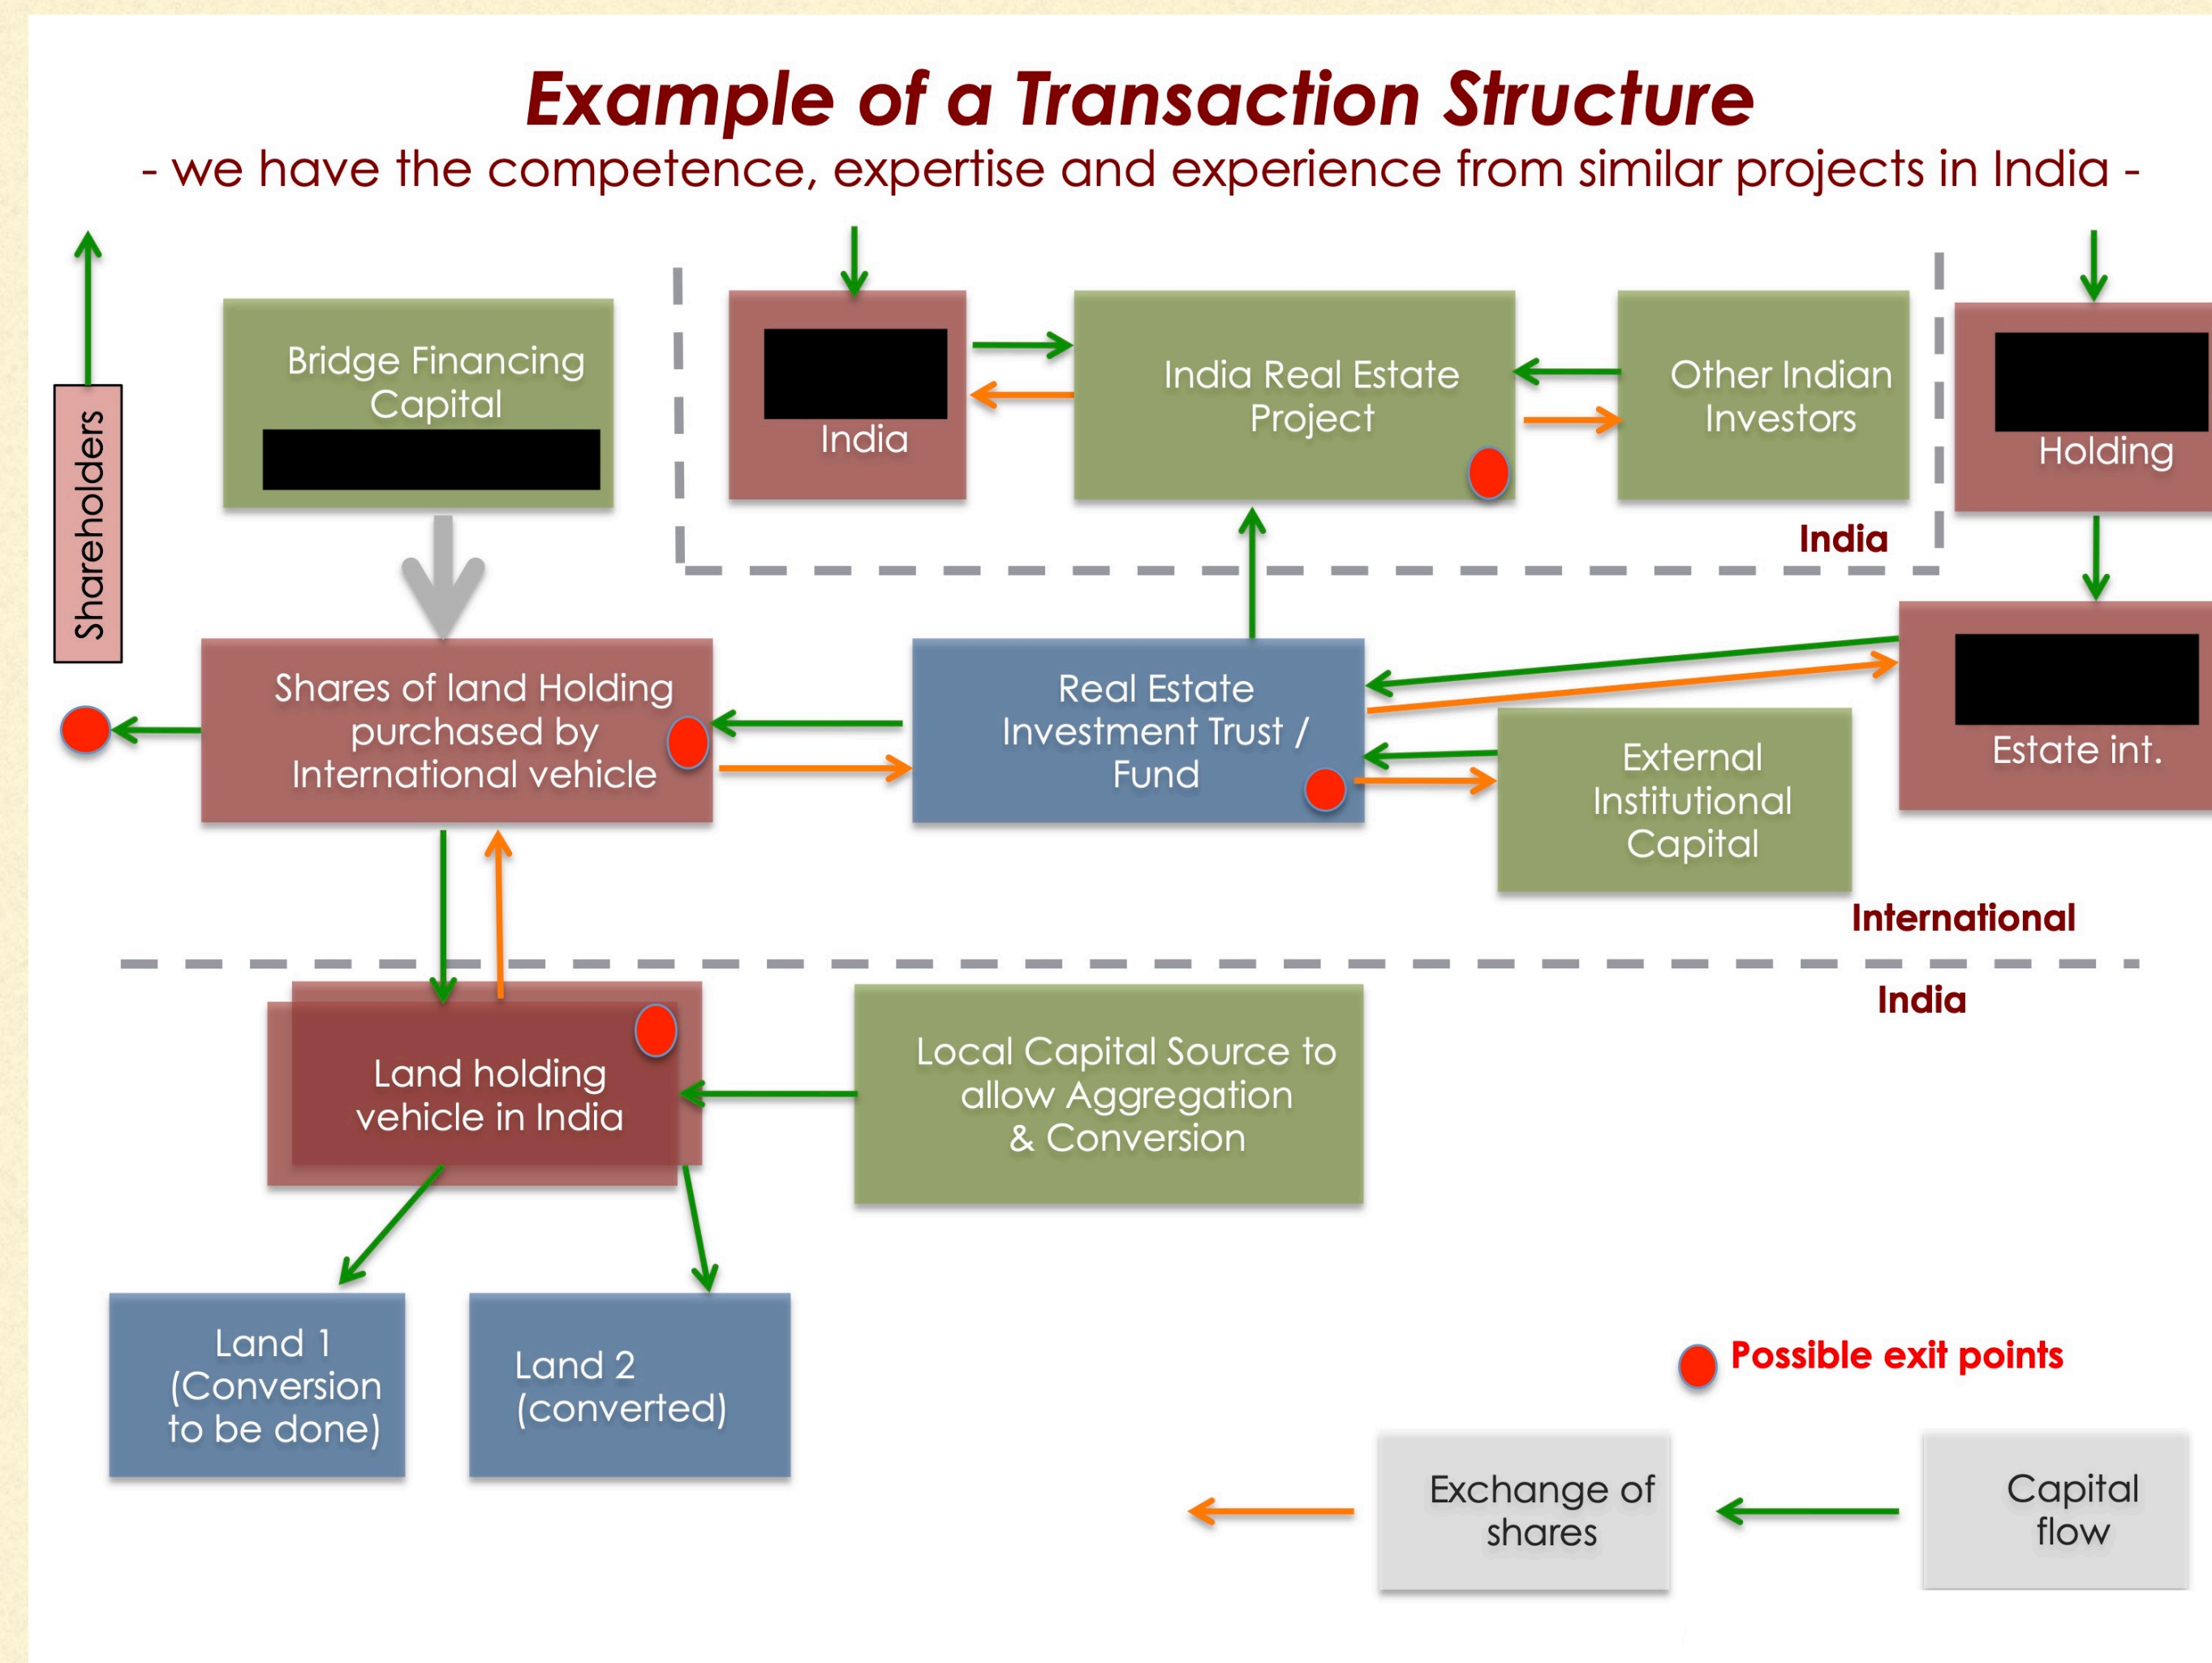 Example of a Transaction Structure
- we have the competence, expertise and experience from similar projects in India -
Shareholders
Bridge Financing
Capital
India
India Real Estate
Project
Other Indian
Investors
Holding
India
Shares of land Holding
purchased by
International vehicle
Real Estate
Investment Trust /
Fund
External
Institutional
Capital
Estate int.
International
India
Land holding
vehicle in India
Local Capital Source to
allow Aggregation
& Conversion
Land 1
(Conversion
to be done)
Land 2
(converted)
Possible exit points
Exchange of
shares
Capital
flow